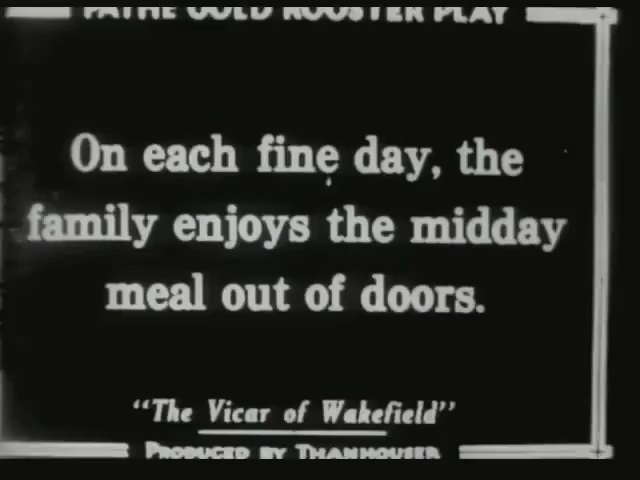 PATHE GOLD ROOSTER PLAY
On each fine day, the
family enjoys the midday
meal out of doors.
"The Vicar of Wakefield"
PRODUCED BY THANHOUSER